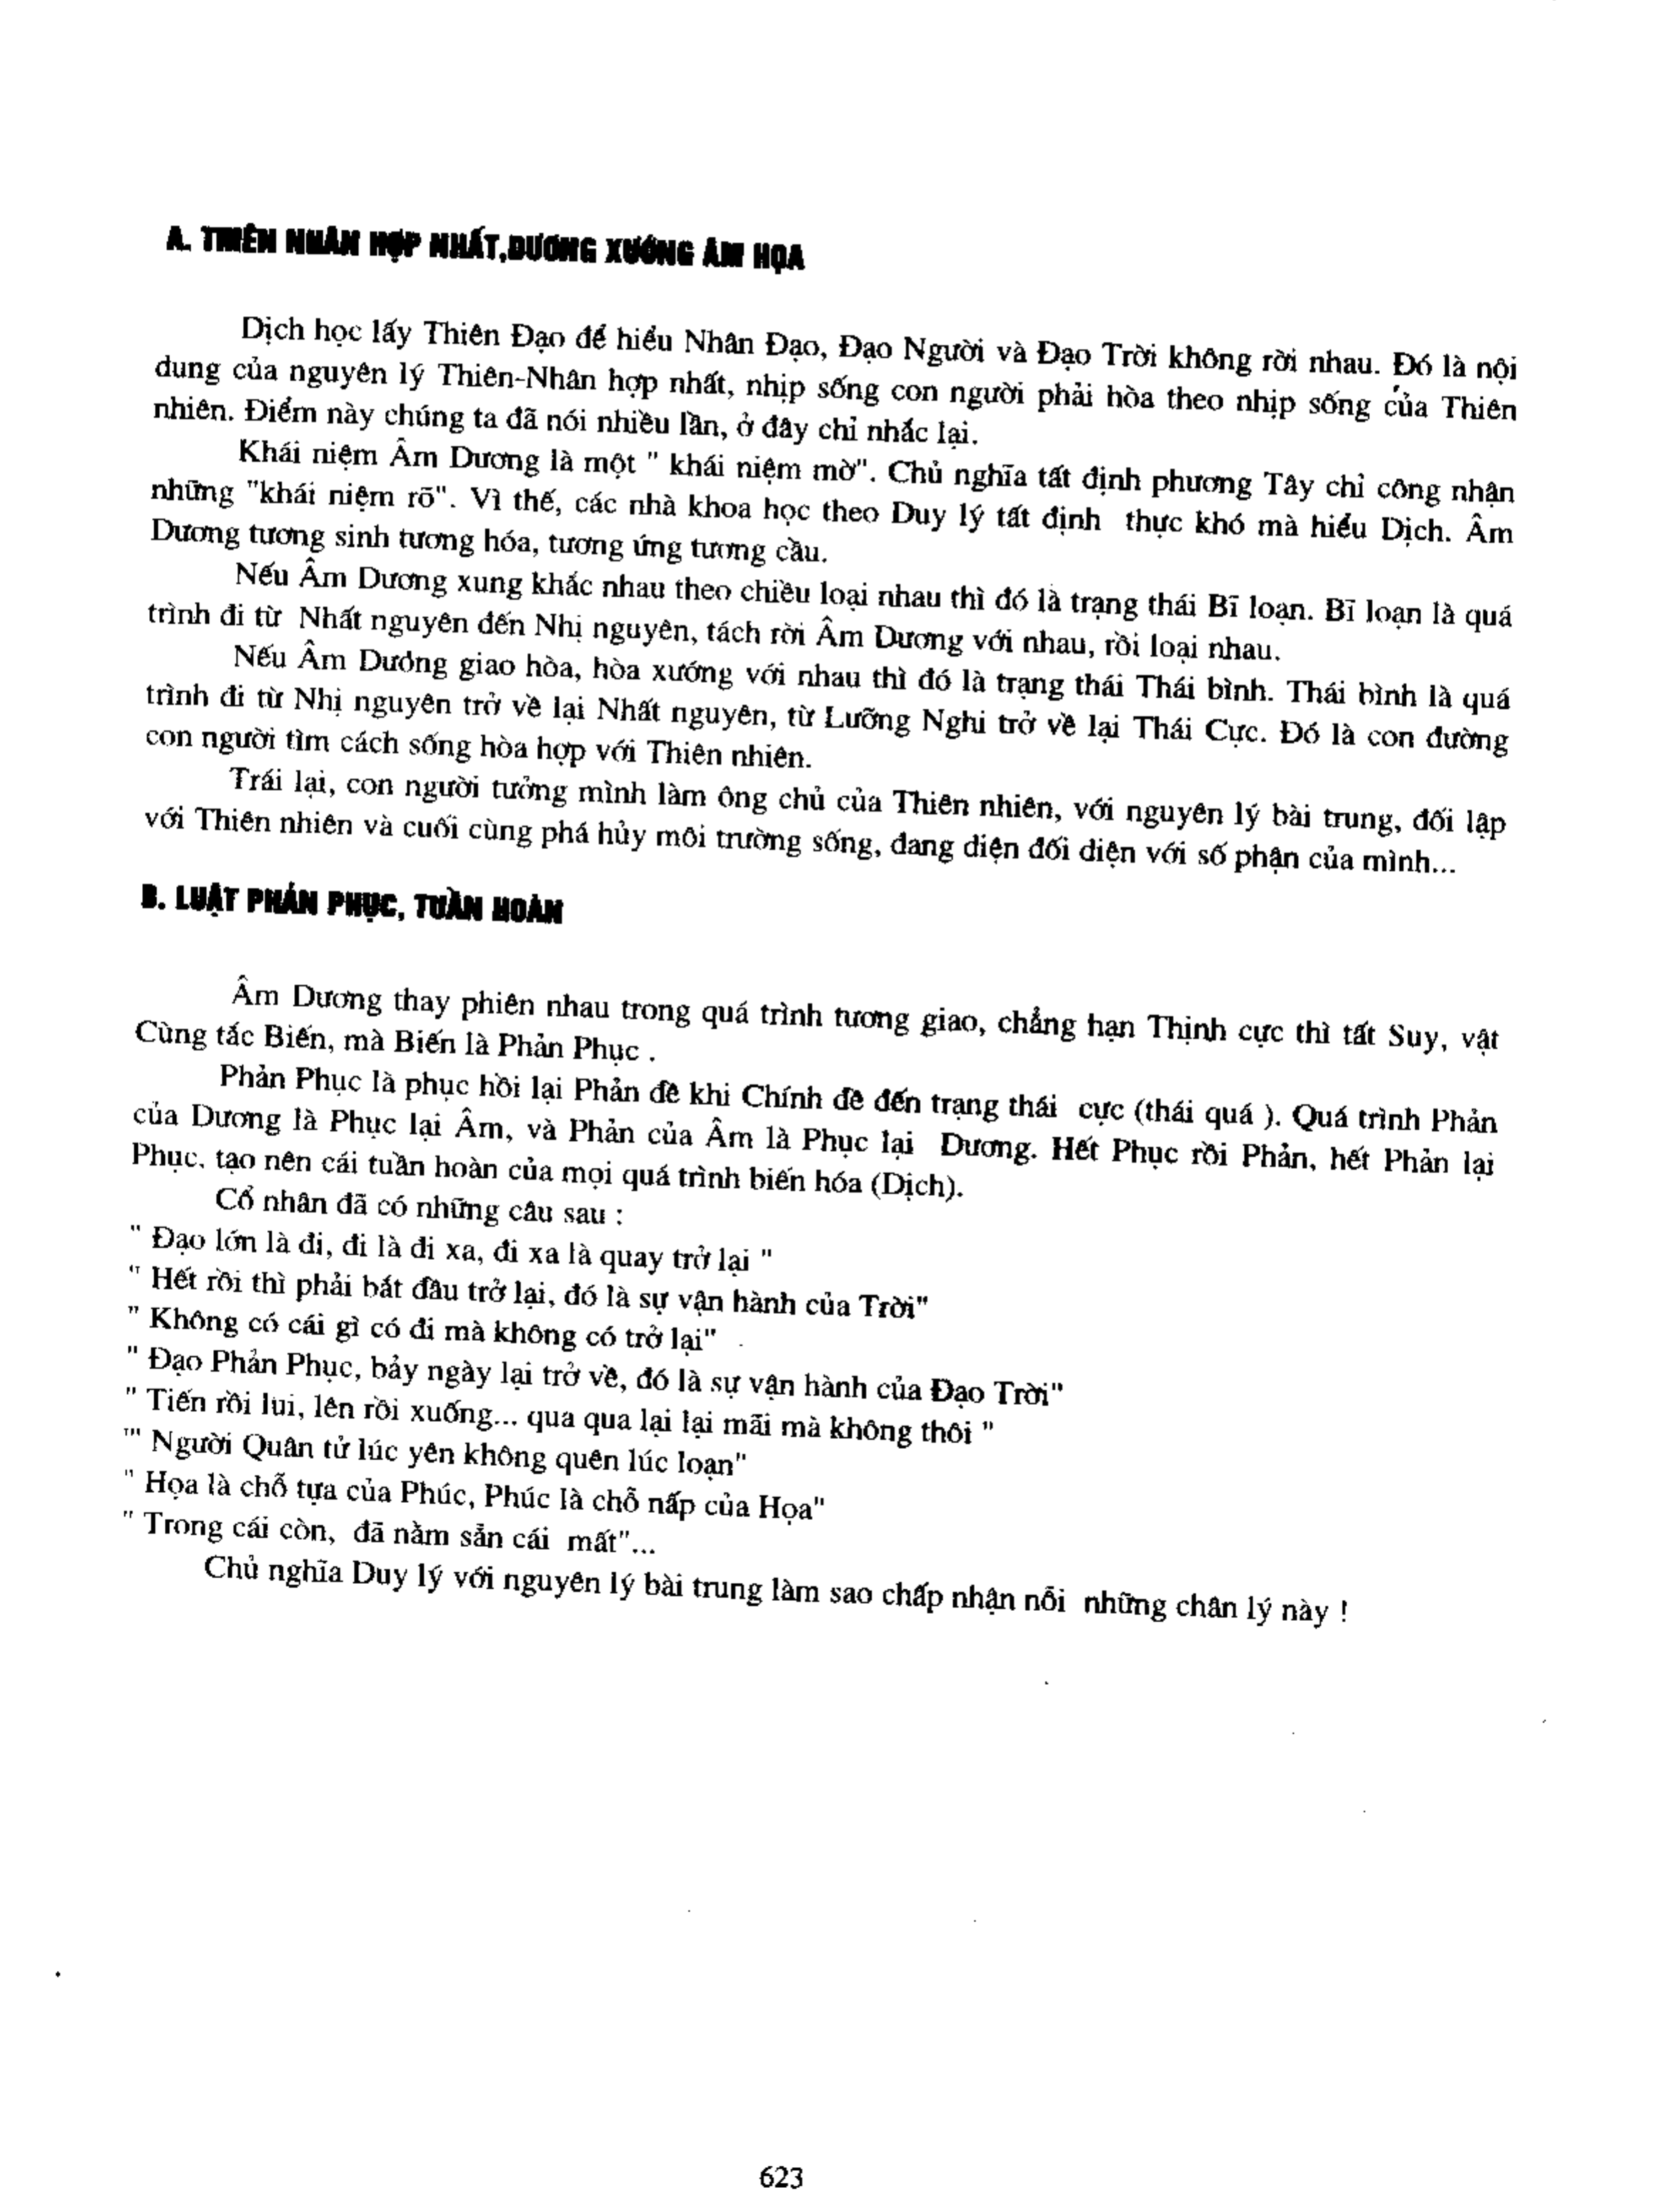 A. THIÊN NHÂN HỢP NHẤT, DƯƠNG XƯỚNG ÂM HỌA
Dịch học lấy Thiên Đạo để hiểu Nhân Đạo, Đạo Người và Đạo Trời không rời nhau. Đó là nội
dung của nguyên lý Thiên-Nhân hợp nhất, nhịp sống con người phải hòa theo nhịp sống của Thiên
nhiên. Điểm này chúng ta đã nói nhiều lần, ở đây chỉ nhắc lại.
Khái niệm Âm Dương là một " khái niệm mờ". Chủ nghĩa tất định phương Tây chỉ công nhận
những "khái niệm rõ". Vì thế, các nhà khoa học theo Duy lý tất định thực khó mà hiểu Dịch. Âm
Dương tương sinh tương hóa, tương ứng tương cầu.
Nếu Âm Dương xung khắc nhau theo chiều loại nhau thì đó là trạng thái Bĩ loạn. Bĩ loạn là quá
trình đi từ Nhất nguyên đến Nhị nguyên, tách rời Âm Dương với nhau, rồi loại nhau.
Nếu Âm Dương giao hòa, hòa xướng với nhau thì đó là trạng thái Thái bình. Thái bình là quá
trình đi từ Nhị nguyên trở về lại Nhất nguyên, từ Lưỡng Nghi trở về lại Thái Cực. Đó là con đường
con người tìm cách sống hòa hợp với Thiên nhiên.
Trái lại, con người tưởng mình làm ông chủ của Thiên nhiên, với nguyên lý bài trung, đối lập
với Thiên nhiên và cuối cùng phá hủy môi trường sống, đang diện đối diện với số phận của mình...
B. LUẬT PHẢN PHỤC, TUẦN HOÀN
Âm Dương thay phiên nhau trong quá trình tương giao, chẳng hạn Thịnh cực thì tất Suy, vật
Cùng tắc Biến, mà Biến là Phản Phục .
Phản Phục là phục hồi lại Phản đề khi Chính đề đến trạng thái cực (thái quá ). Quá trình Phản
của Dương là Phục lại Âm, và Phản của Âm là Phục lại Dương. Hết Phục rồi Phản, hết Phản lại
Phục, tạo nên cái tuần hoàn của mọi quá trình biến hóa (Dịch).
Cổ nhân đã có những câu sau :
" Đạo lớn là đi, đi là đi xa, đi xa là quay trở lại "
" Hết rồi thì phải bắt đầu trở lại, đó là sự vận hành của Trời"
" Không có cái gì có đi mà không có trở lại"
" Đạo Phản Phục, bảy ngày lại trở về, đó là sự vận hành của Đạo Trời"
" Tiến rồi lui, lên rồi xuống... qua qua lại lại mãi mà không thôi "
"' Người Quân tử lúc yên không quên lúc loạn"
" Họa là chỗ tựa của Phúc, Phúc là chỗ nấp của Họa"
" Trong cái còn, đã nằm sẵn cái mất"...
Chủ nghĩa Duy lý với nguyên lý bài trung làm sao chấp nhận nổi những chân lý này !
623